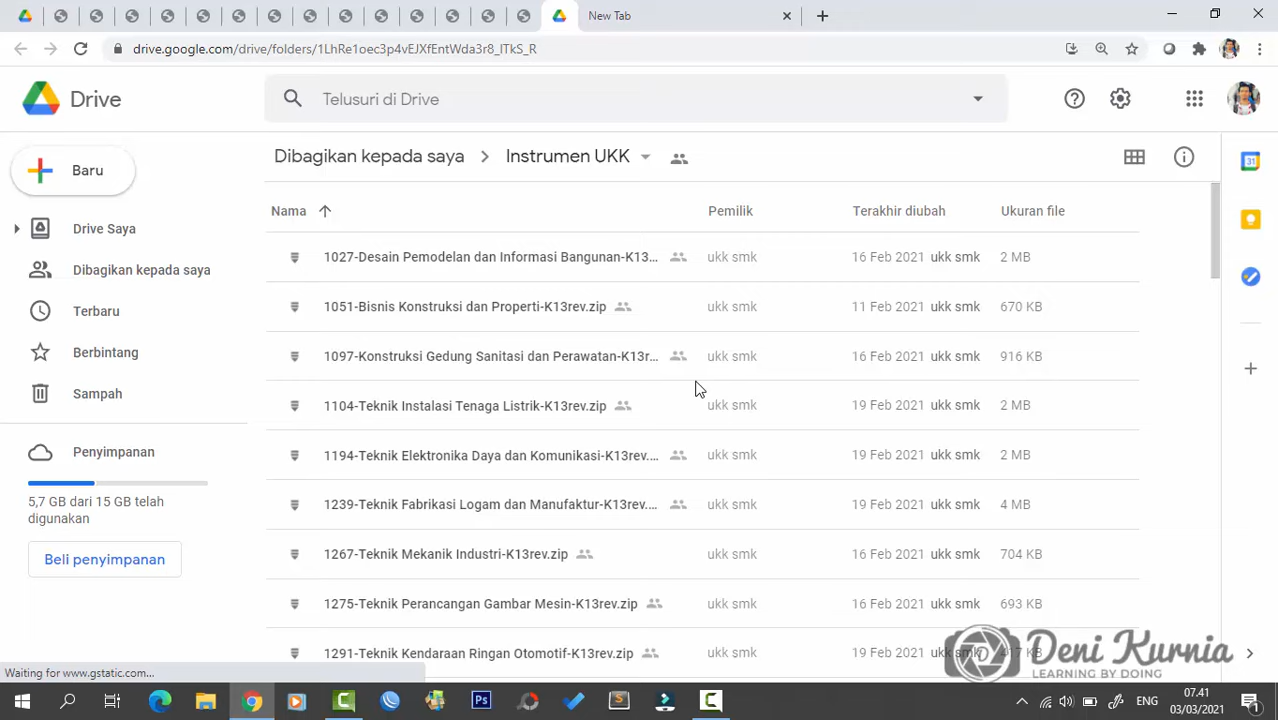 New Tab
drive.google.com/drive/folders/1LhRe1oec3p4vEJXfEntWda3r8_lTkS_R
Drive
Telusuri di Drive
Baru
Dibagikan kepada saya
Instrumen UKK
Nama
Pemilik
Terakhir diubah
Ukuran file
Drive Saya
Dibagikan kepada saya
Terbaru
Berbintang
Sampah
Penyimpanan
5,7 GB dari 15 GB telah
digunakan
Beli penyimpanan
1027-Desain Pemodelan dan Informasi Bangunan-K13... ukk smk 16 Feb 2021 ukk smk 2 MB
1051-Bisnis Konstruksi dan Properti-K13rev.zip ukk smk 11 Feb 2021 ukk smk 670 KB
1097-Konstruksi Gedung Sanitasi dan Perawatan-K13r... ukk smk 16 Feb 2021 ukk smk 916 KB
1104-Teknik Instalasi Tenaga Listrik-K13rev.zip ukk smk 19 Feb 2021 ukk smk 2 MB
1194-Teknik Elektronika Daya dan Komunikasi-K13rev.... ukk smk 19 Feb 2021 ukk smk 2 MB
1239-Teknik Fabrikasi Logam dan Manufaktur-K13rev.... ukk smk 19 Feb 2021 ukk smk 4 MB
1267-Teknik Mekanik Industri-K13rev.zip ukk smk 16 Feb 2021 ukk smk 704 KB
1275-Teknik Perancangan Gambar Mesin-K13rev.zip ukk smk 16 Feb 2021 ukk smk 693 KB
1291-Teknik Kendaraan Ringan Otomotif-K13rev.zip ukk smk 19 Feb 2021 ukk smk KB
Deni Kurnia
LEARNING BY DOING
Waiting for www.gstatic.com...
31
Ps
S
ENG
07.41
03/03/2021
1